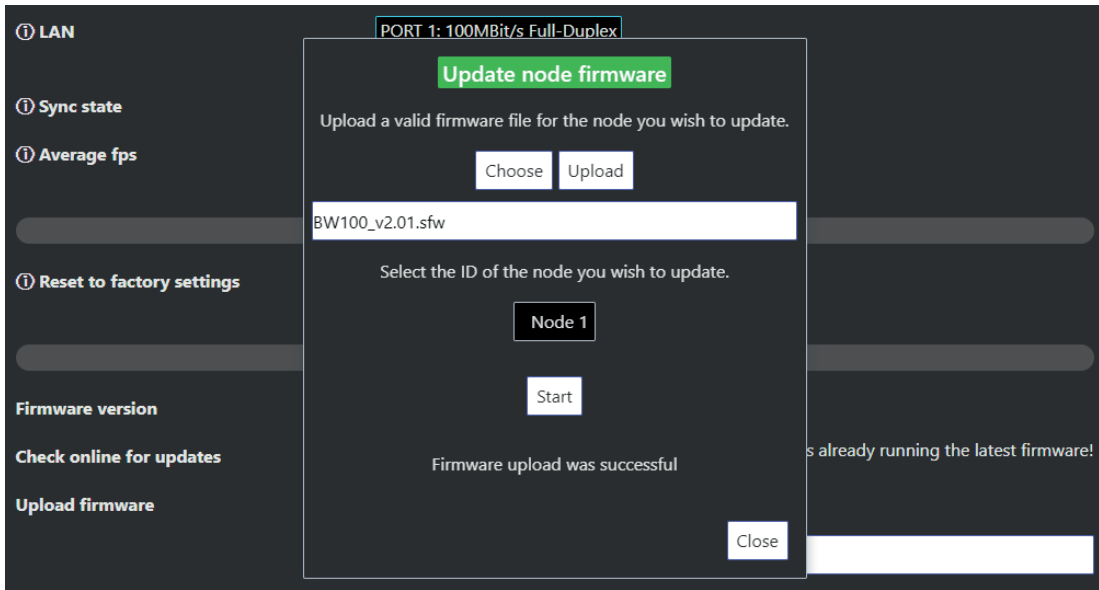 ⓘ LAN
PORT 1: 100MBit/s Full-Duplex
Update node firmware
Upload a valid firmware file for the node you wish to update.
ⓘ Sync state
ⓘ Average fps
Choose
Upload
BW100_v2.01.sfw
Select the ID of the node you wish to update.
ⓘ Reset to factory settings
Node 1
Start
Firmware version
Check online for updates
already running the latest firmware!
Firmware upload was successful
Upload firmware
Close